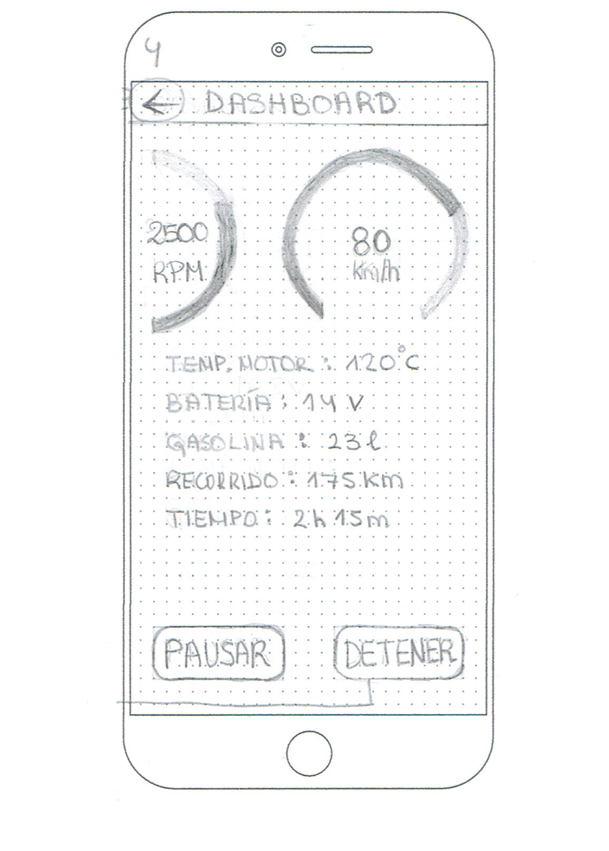 4
← DASHBOARD
2500
RPM
80
Km/h
TEMP. MOTOR : 120°C
BATERÍA : 14 V
GASOLINA : 23 l
RECORRIDO : 175 km
TIEMPO : 2h 15m
PAUSAR
DETENER